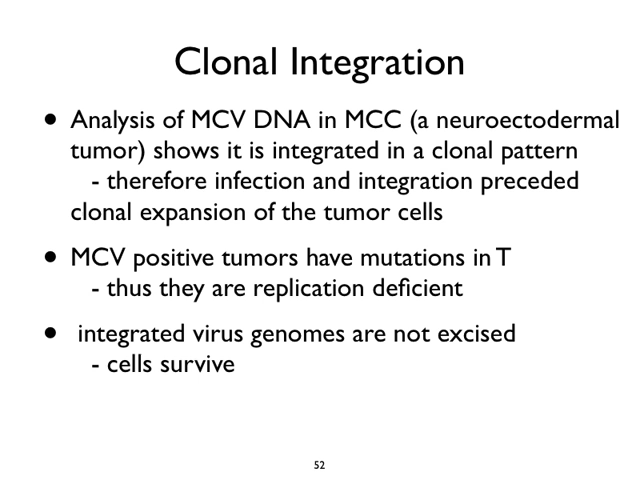 Clonal Integration
• Analysis of MCV DNA in MCC (a neuroectodermal
tumor) shows it is integrated in a clonal pattern
- therefore infection and integration preceded
clonal expansion of the tumor cells
• MCV positive tumors have mutations in T
- thus they are replication deficient
• integrated virus genomes are not excised
- cells survive
52